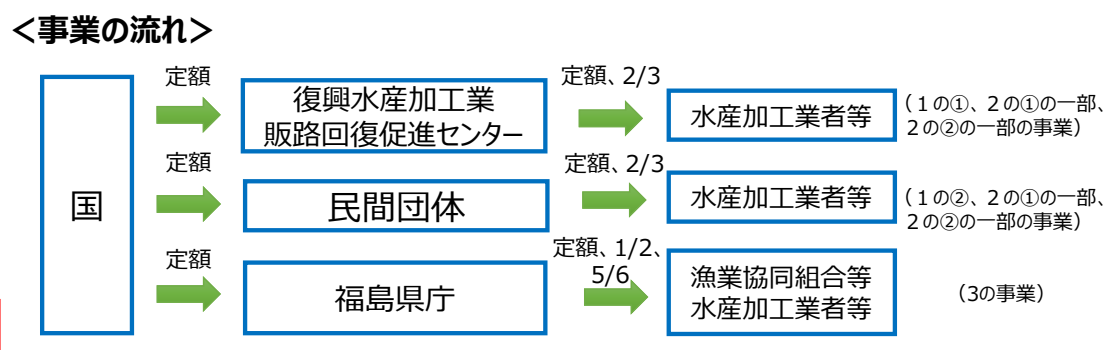 ＜事業の流れ＞
国
定額
復興水産加工業
販路回復促進センター
定額、2/3
水産加工業者等
（１の①、２の①の一部、
２の②の一部の事業）
定額
民間団体
定額、2/3
水産加工業者等
（１の②、２の①の一部、
２の②の一部の事業）
定額
福島県庁
定額、1/2、
5/6
漁業協同組合等
水産加工業者等
（3の事業）